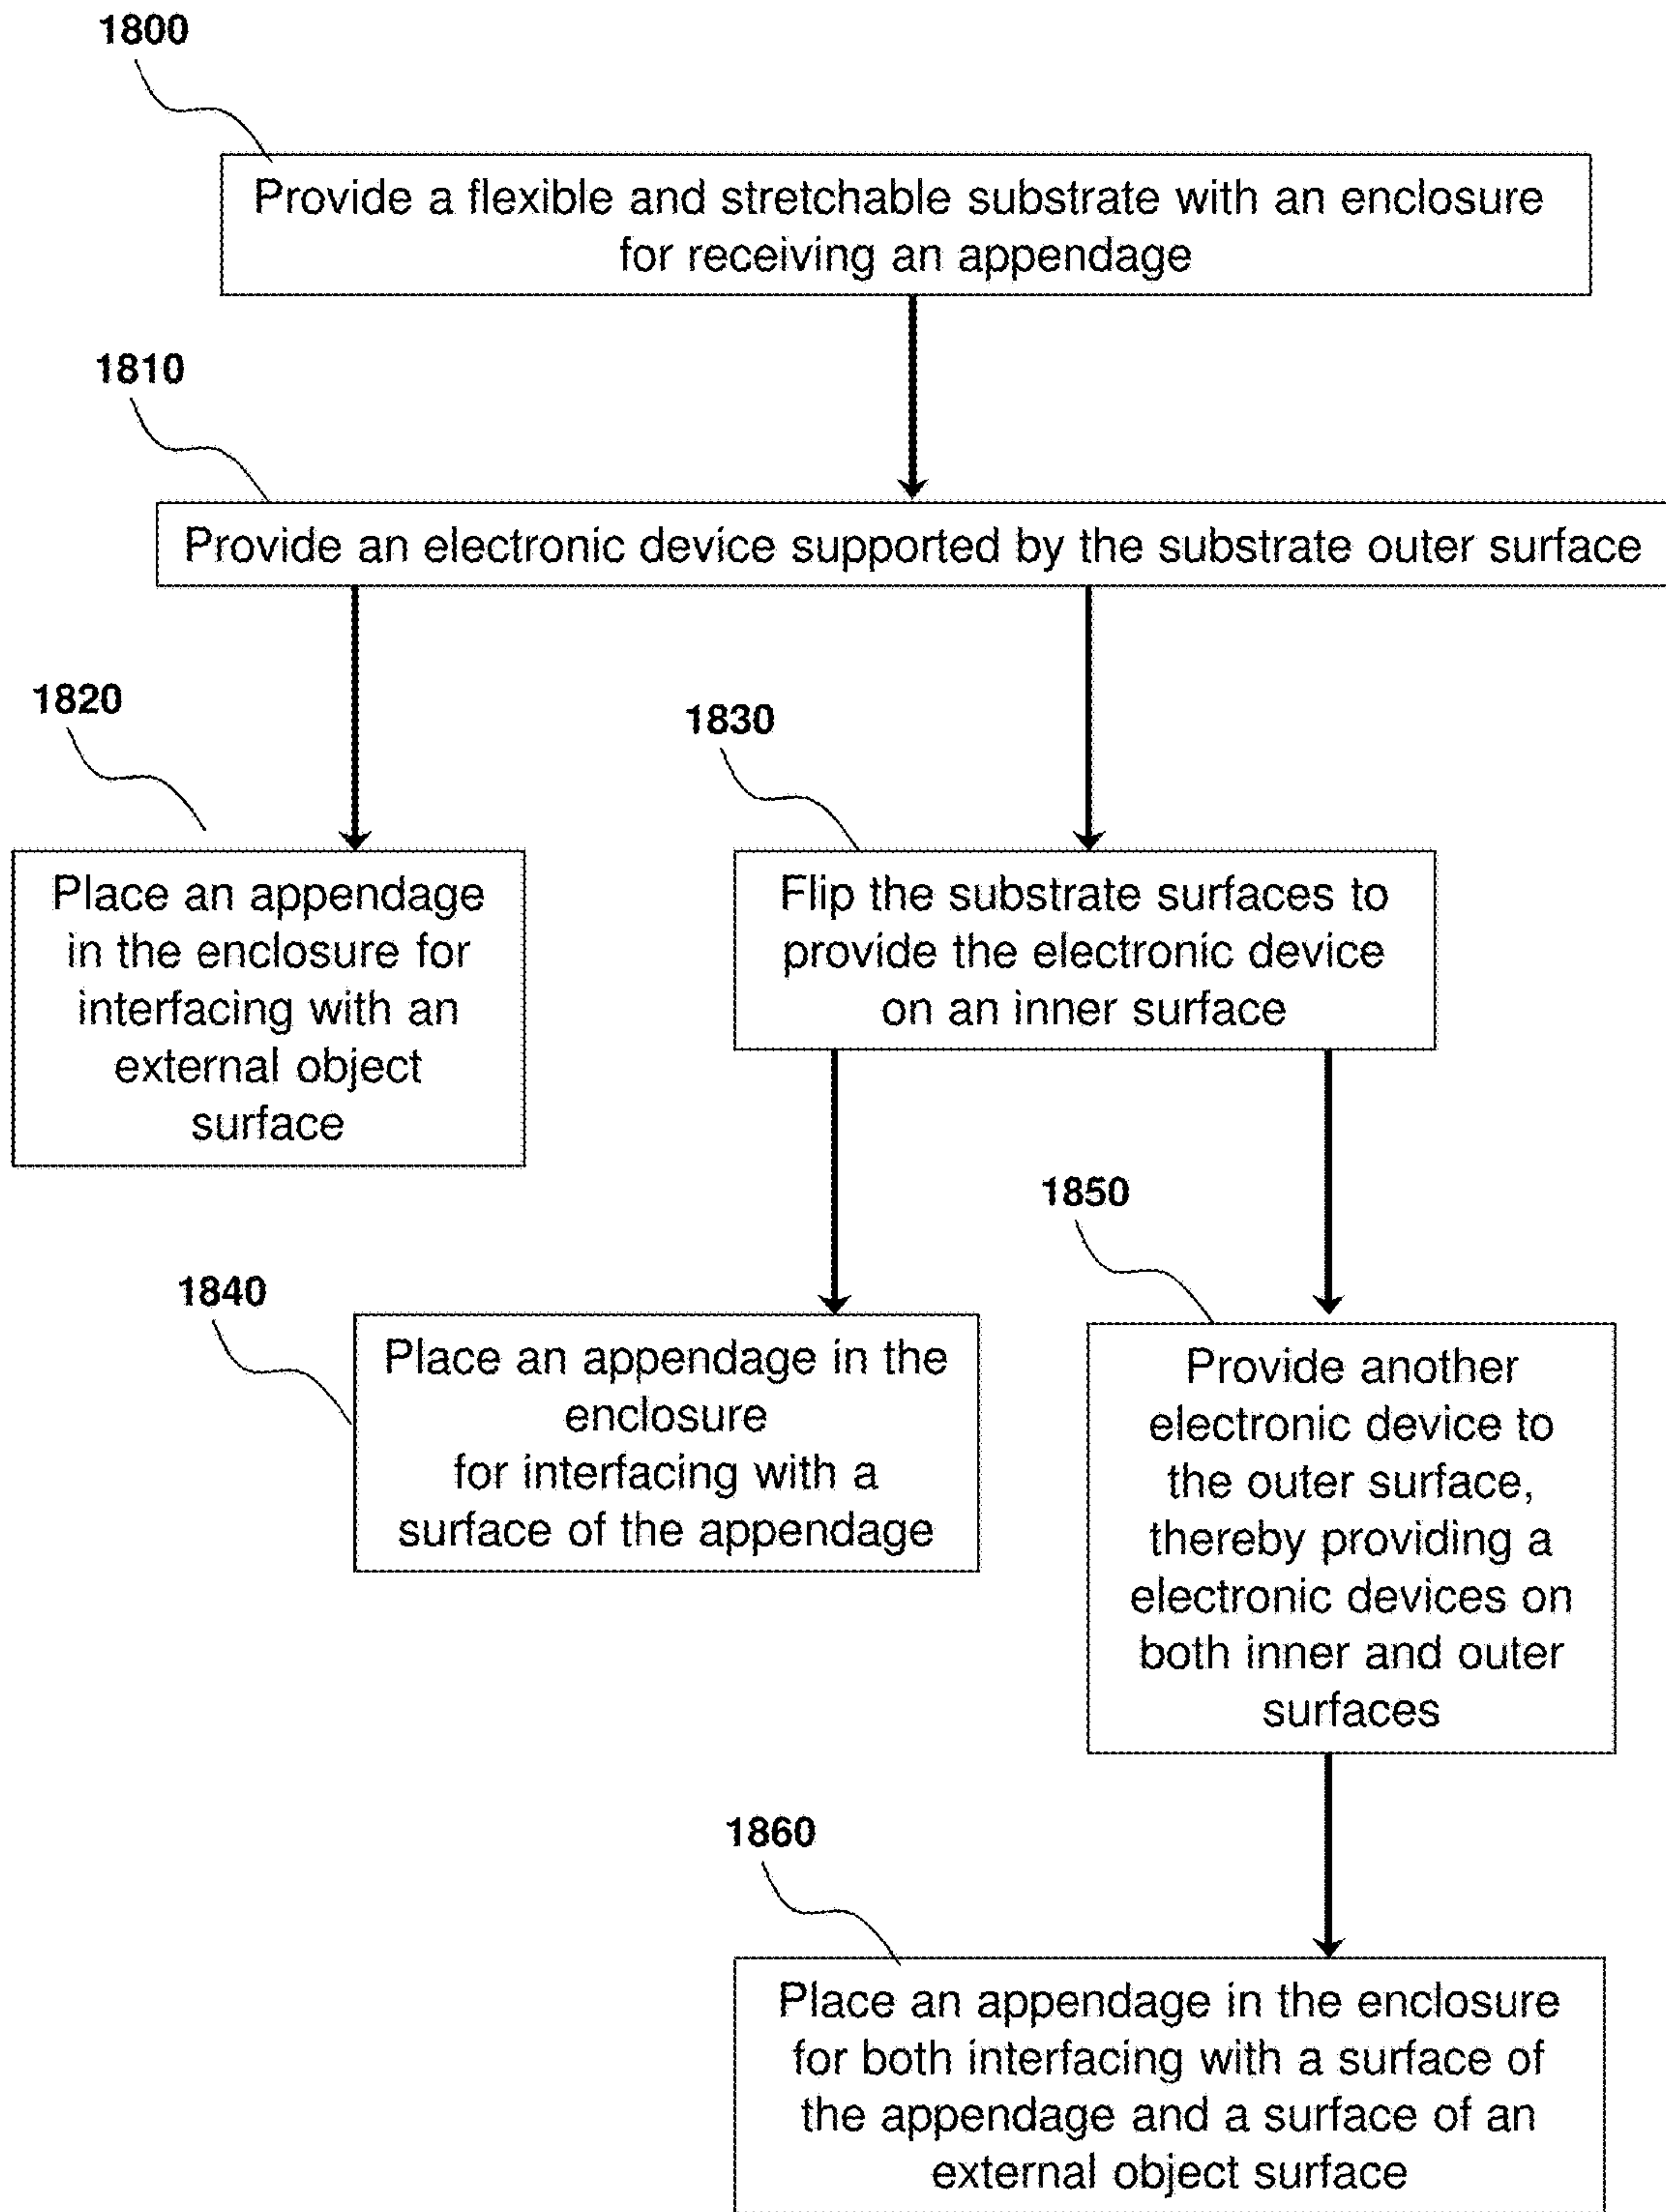 1800
Provide a flexible and stretchable substrate with an enclosure
for receiving an appendage
1810
Provide an electronic device supported by the substrate outer surface
1820
Place an appendage
in the enclosure for
interfacing with an
external object
surface
1830
Flip the substrate surfaces to
provide the electronic device
on an inner surface
1840
Place an appendage in the
enclosure
for interfacing with a
surface of the appendage
1850
Provide another
electronic device to
the outer surface,
thereby providing a
electronic devices on
both inner and outer
surfaces
1860
Place an appendage in the enclosure
for both interfacing with a surface of
the appendage and a surface of an
external object surface